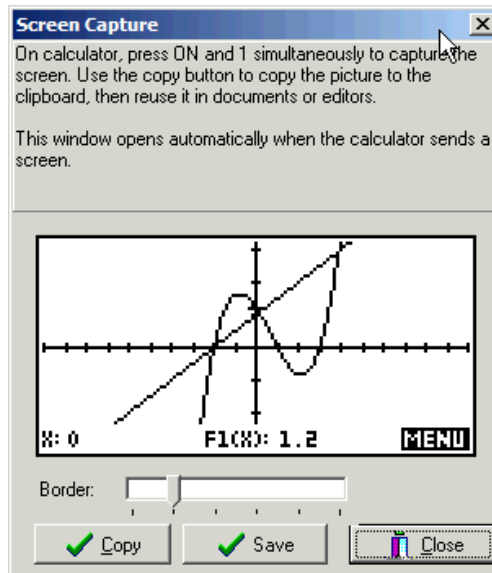 Screen Capture
On calculator, press ON and 1 simultaneously to capture the
screen. Use the copy button to copy the picture to the
clipboard, then reuse it in documents or editors.
This window opens automatically when the calculator sends a
screen.
X: 0 F1(X): 1.2 MENU
Border:
Copy Save Close